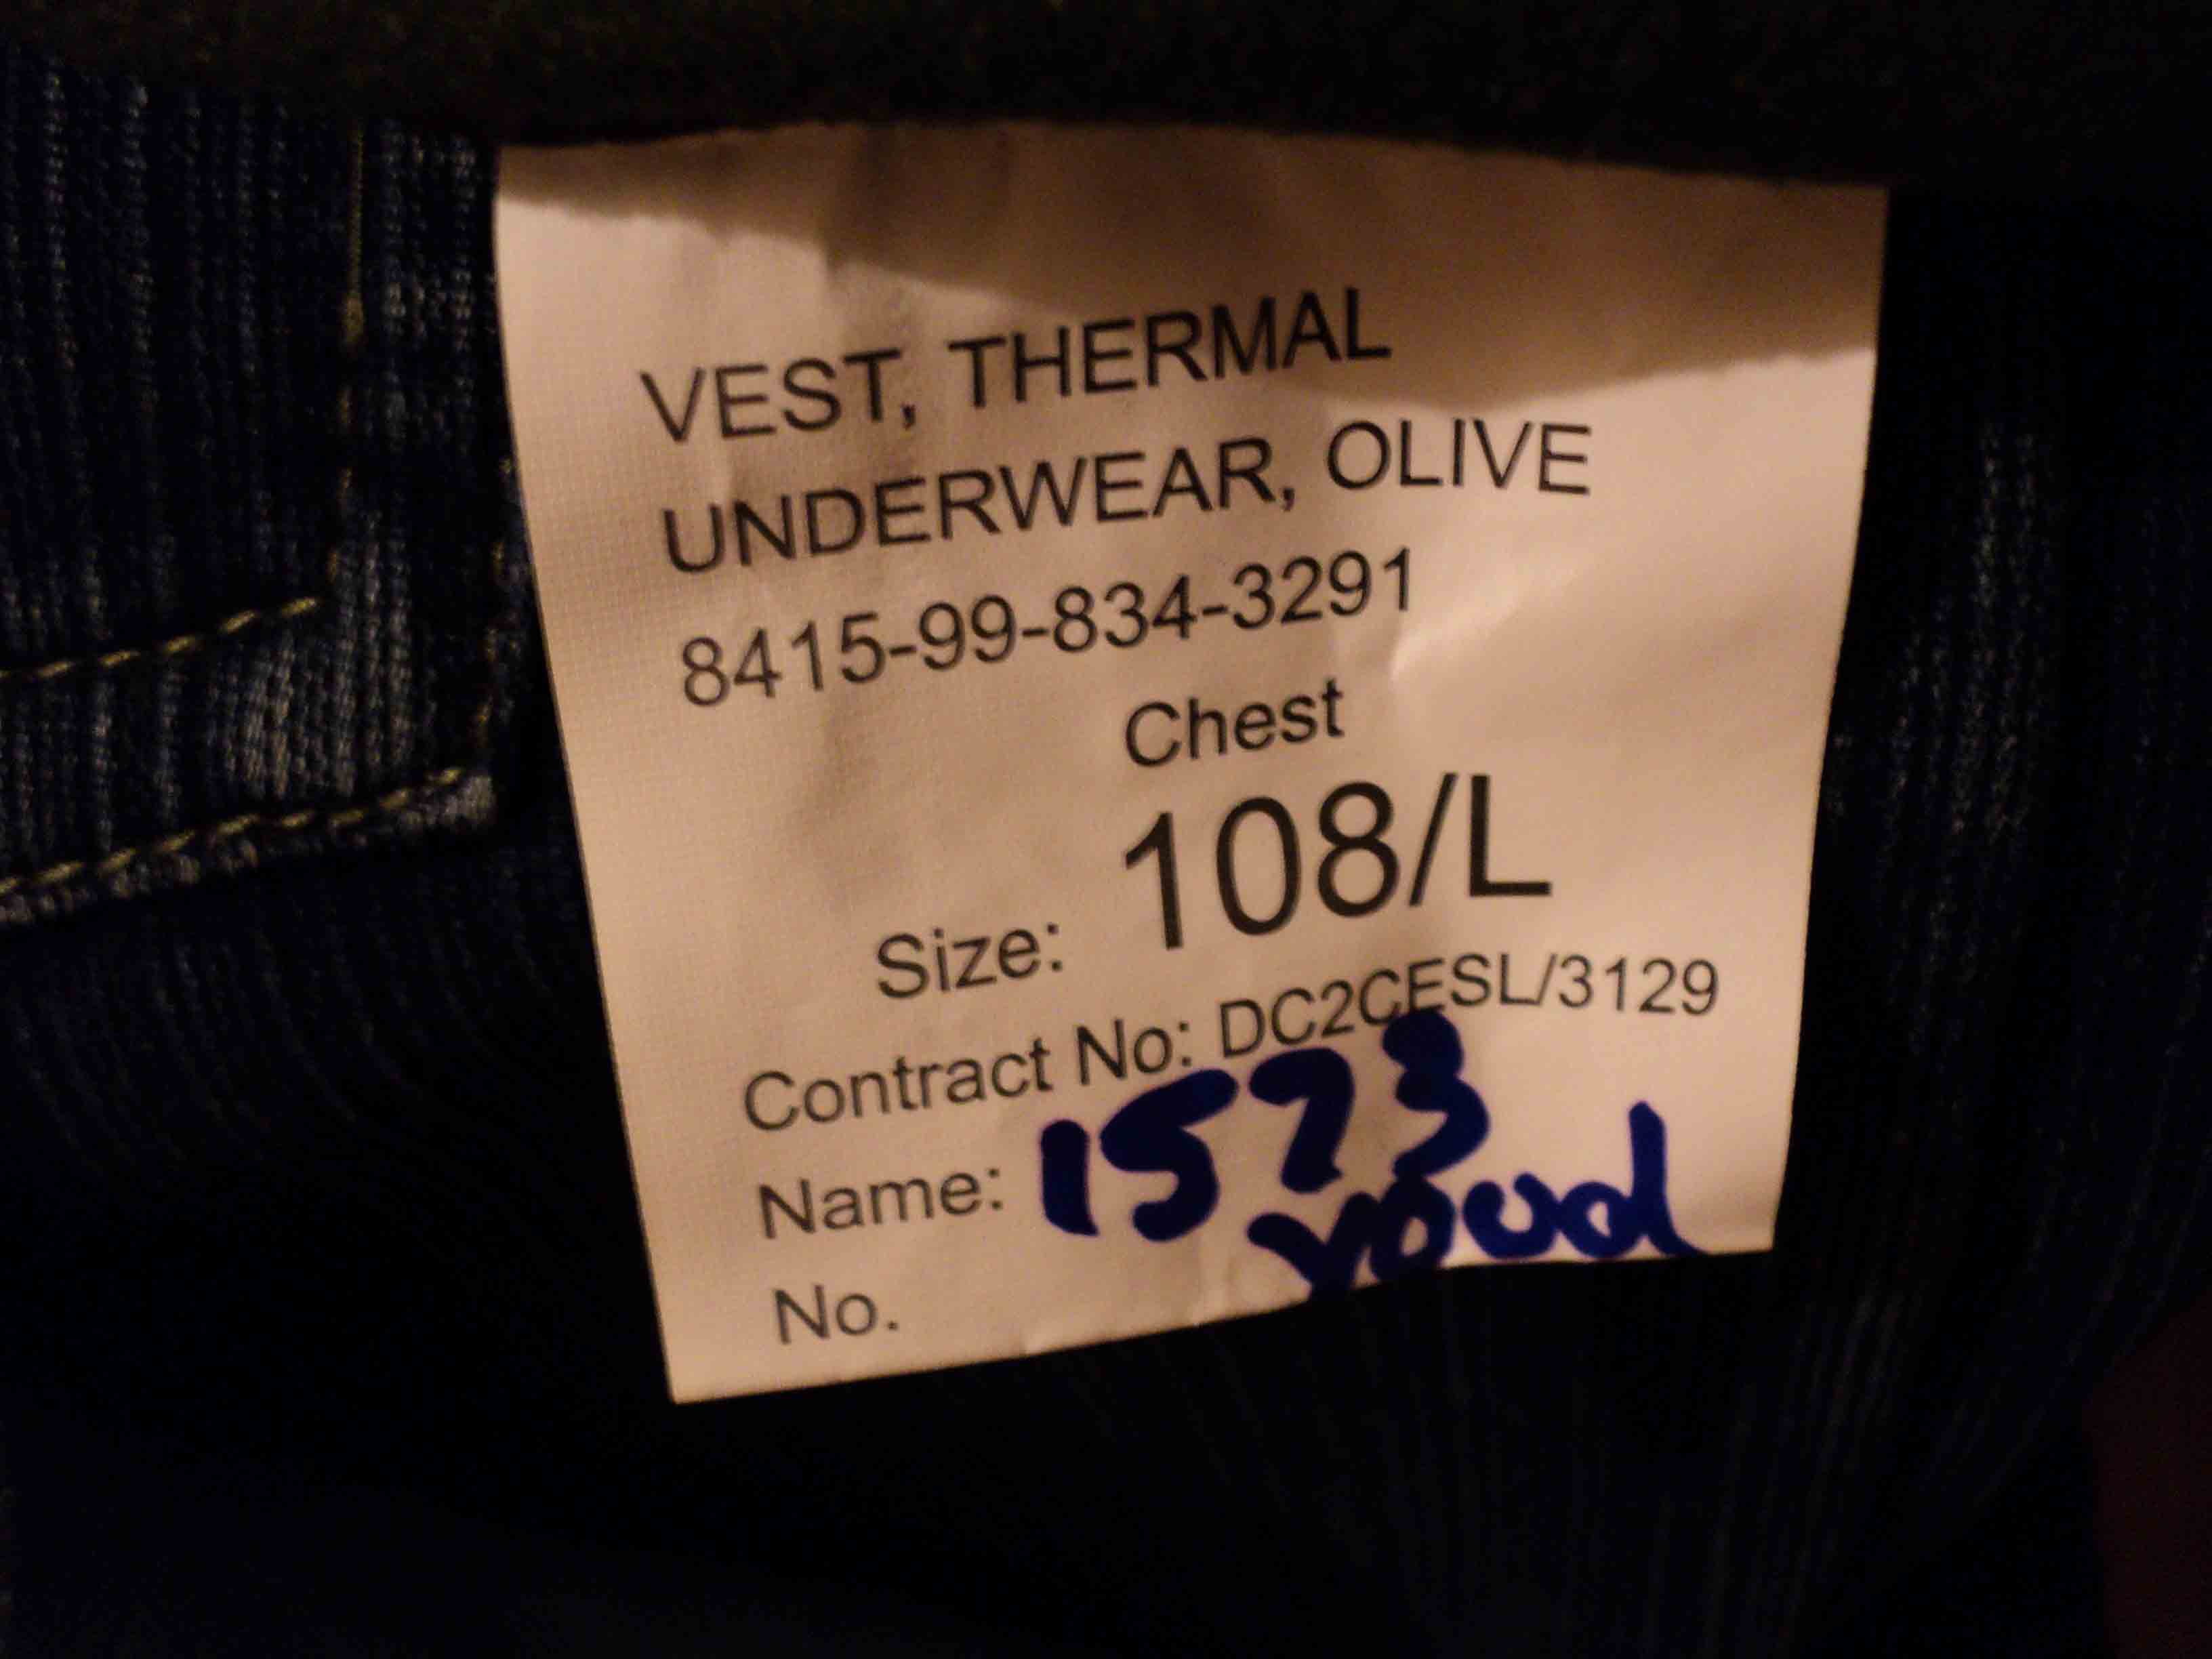 VEST, THERMAL
UNDERWEAR, OLIVE
8415-99-834-3291
Chest
Size: 108/L
Contract No: DC2CESL/3129
Name: 1573
No.